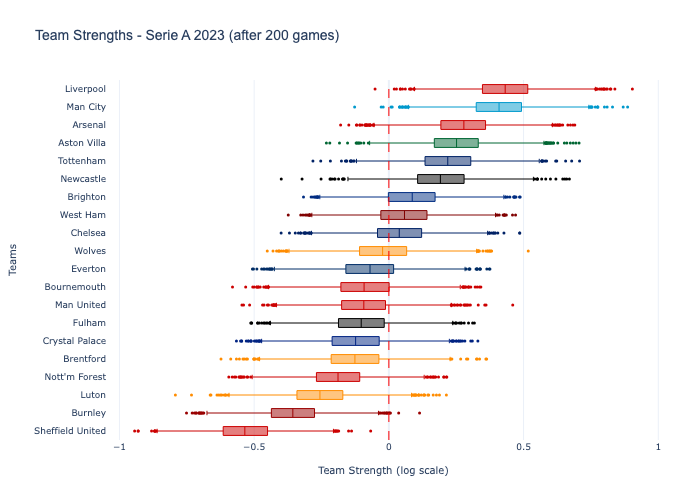 Team Strengths - Serie A 2023 (after 200 games)
Liverpool
Man City
Arsenal
Aston Villa
Tottenham
Newcastle
Brighton
West Ham
Chelsea
Wolves
Everton
Bournemouth
Man United
Fulham
Crystal Palace
Brentford
Nott'm Forest
Luton
Burnley
Sheffield United
Teams
−1 −0.5 0 0.5 1
Team Strength (log scale)